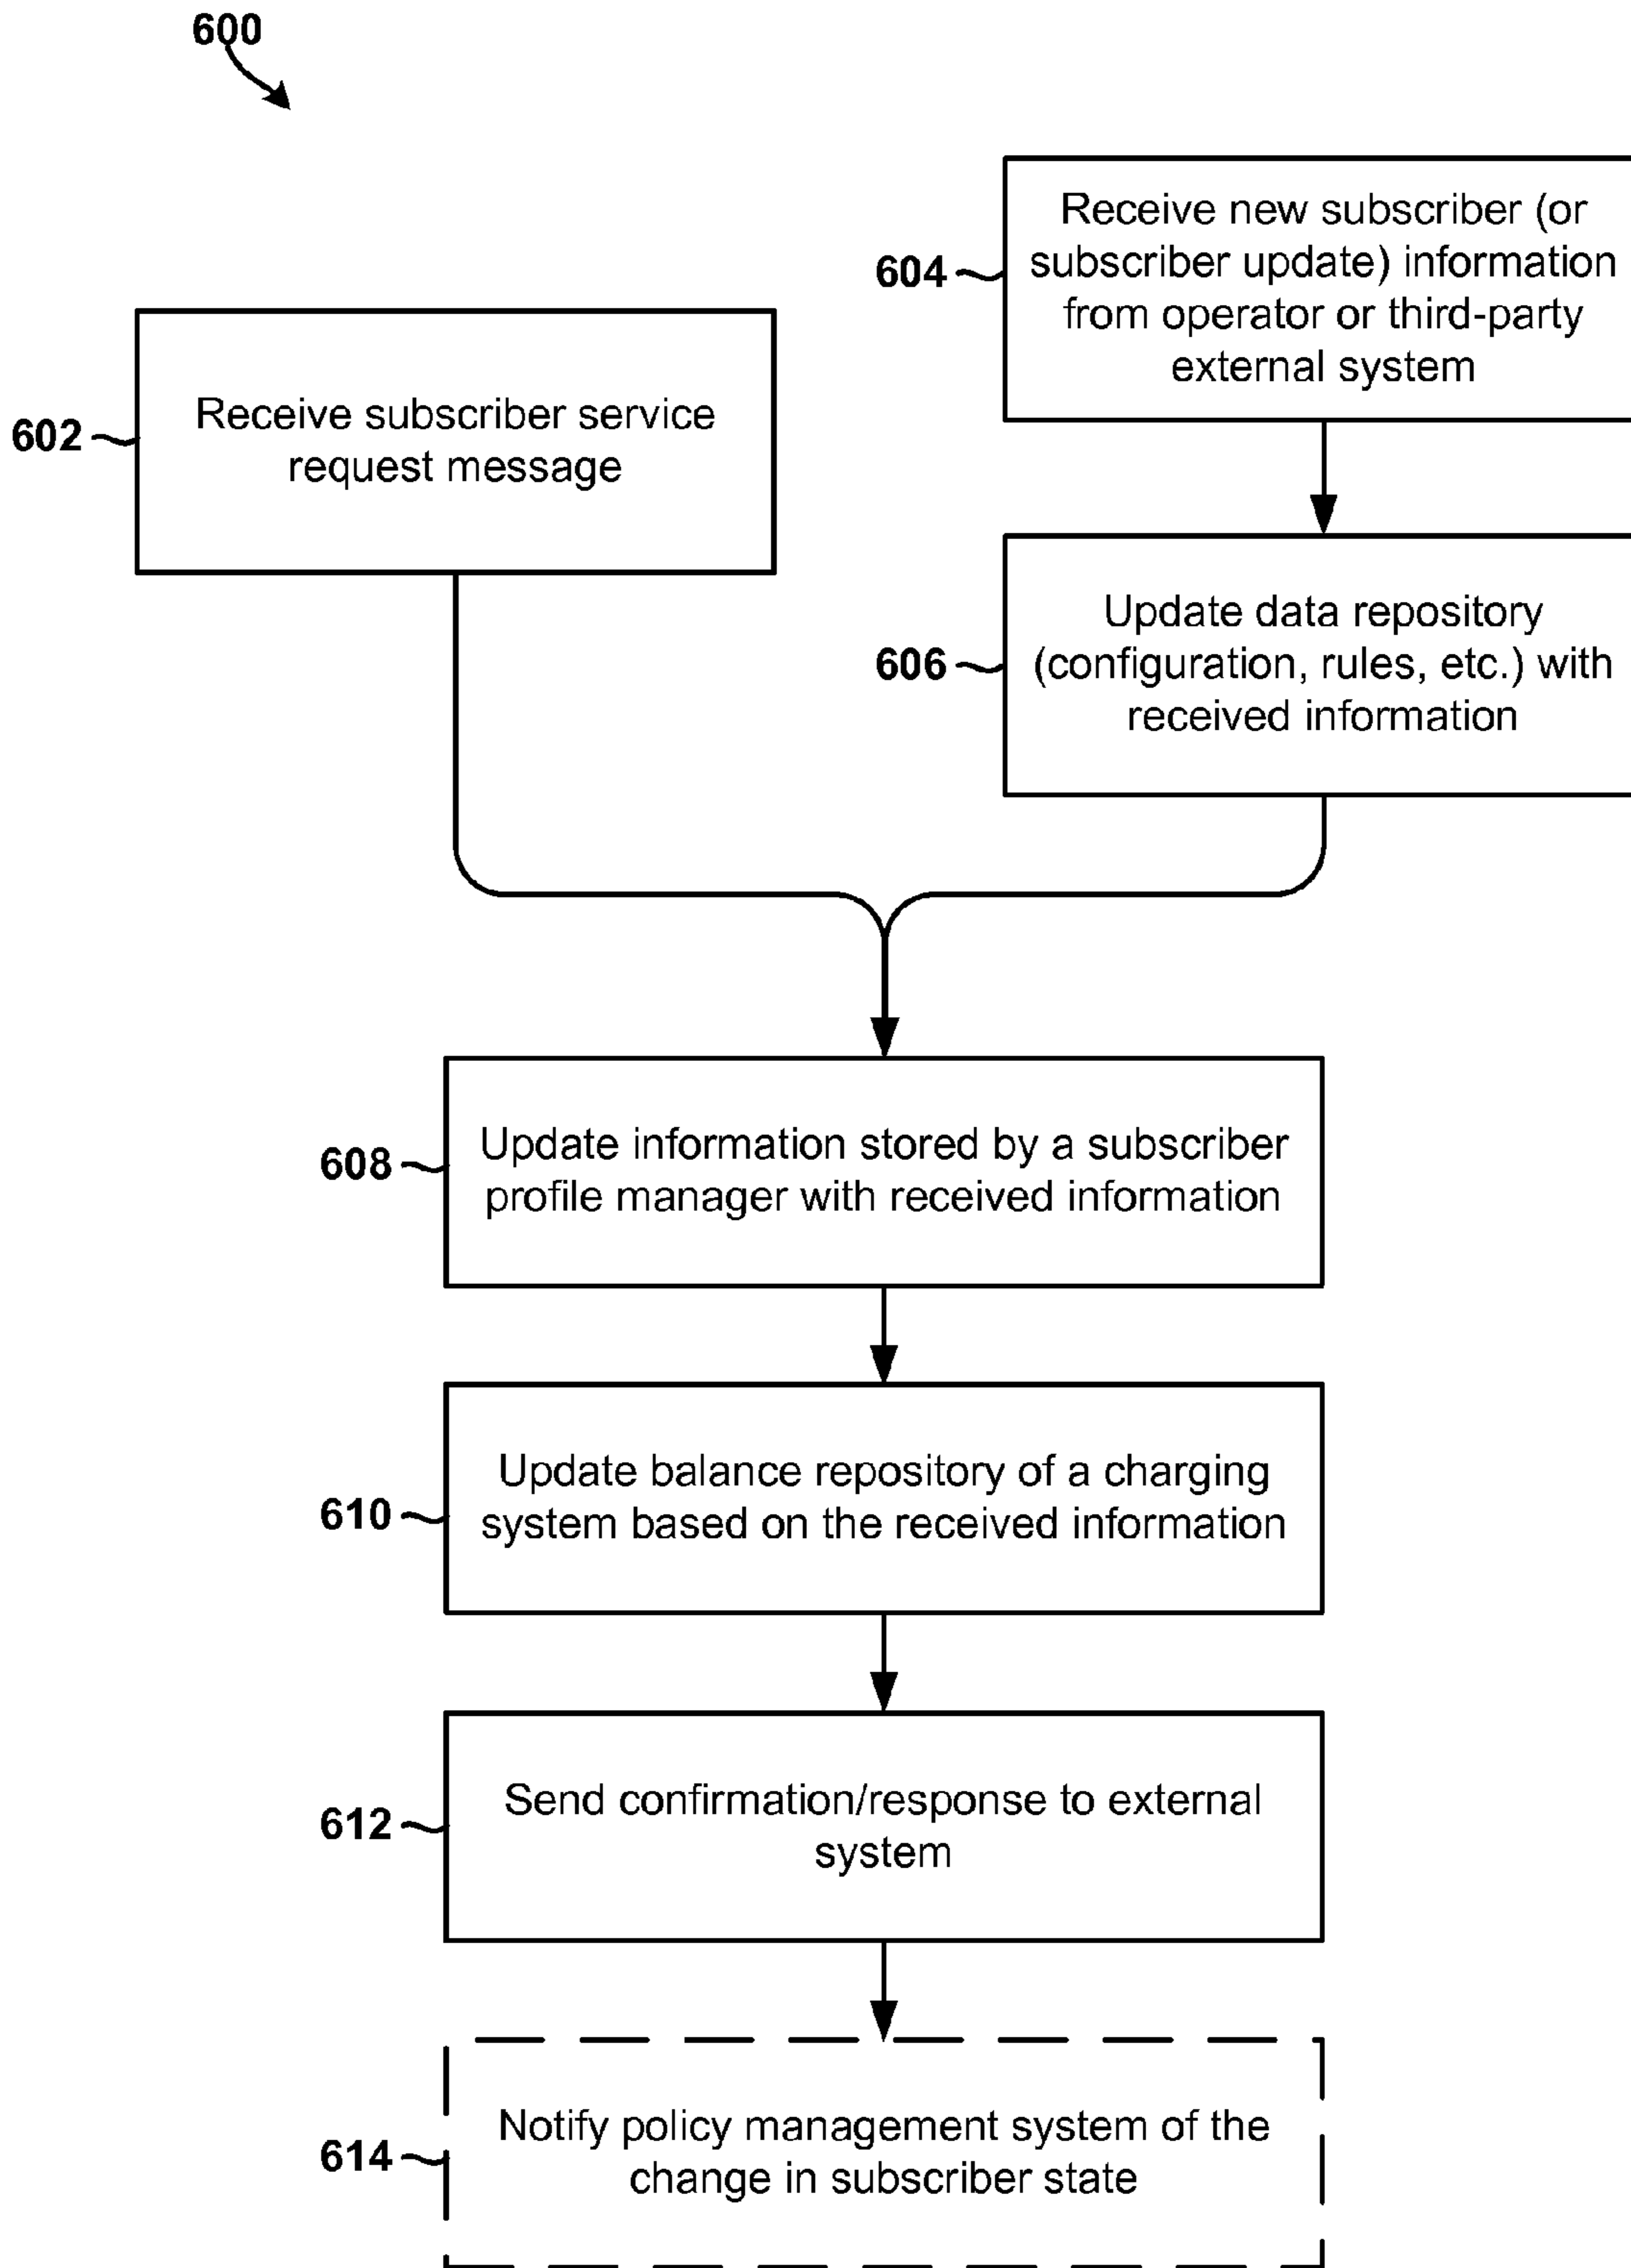 600
604
Receive new subscriber (or
subscriber update) information
from operator or third-party
external system
602
Receive subscriber service
request message
606
Update data repository
(configuration, rules, etc.) with
received information
608
Update information stored by a subscriber
profile manager with received information
610
Update balance repository of a charging
system based on the received information
612
Send confirmation/response to external
system
614
Notify policy management system of the
change in subscriber state